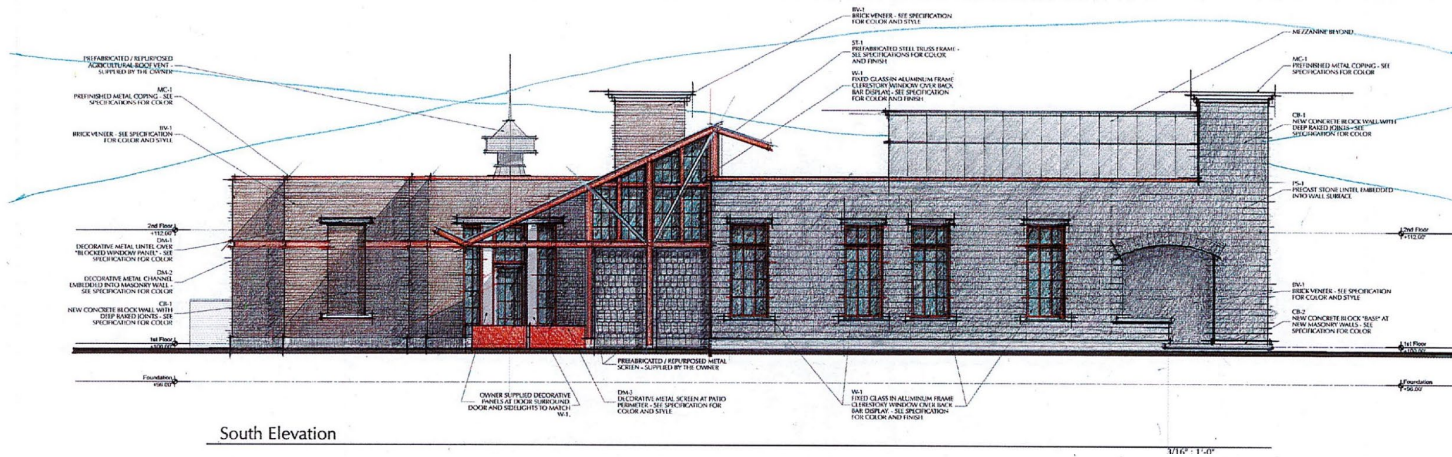 BV-1
BRICK VENEER - SEE SPECIFICATION
FOR COLOR AND STYLE
MEZZANINE BEYOND
ST-1
PREFABRICATED STEEL TRUSS FRAME -
SEE SPECIFICATIONS FOR COLOR
AND FINISH
MC-1
PREFINISHED METAL COPING - SEE
SPECIFICATIONS FOR COLOR
PREFABRICATED / REPURPOSED
AGRICULTURAL ROOF VENT -
SUPPLIED BY THE OWNER
W-1
FIXED GLASS IN ALUMINUM FRAME
CLERESTORY WINDOW OVER BACK
BAR DISPLAY - SEE SPECIFICATION
FOR COLOR AND FINISH
MC-1
PREFINISHED METAL COPING - SEE
SPECIFICATIONS FOR COLOR
CB-1
NEW CONCRETE BLOCK WALL WITH
DEEP RAKED JOINTS - SEE
SPECIFICATION FOR COLOR
BV-1
BRICK VENEER - SEE SPECIFICATION
FOR COLOR AND STYLE
PS-1
PRECAST STONE LINTEL EMBEDDED
INTO WALL SURFACE
2nd Floor
+112.00'
2nd Floor
+112.00'
DM-1
DECORATIVE METAL LINTEL OVER
"BLOCKED WINDOW PANEL" - SEE
SPECIFICATION FOR COLOR
DM-2
DECORATIVE METAL CHANNEL
EMBEDDED INTO MASONRY WALL -
SEE SPECIFICATION FOR COLOR
CB-1
NEW CONCRETE BLOCK WALL WITH
DEEP RAKED JOINTS - SEE
SPECIFICATION FOR COLOR
BV-1
BRICK VENEER - SEE SPECIFICATION
FOR COLOR AND STYLE
CB-2
NEW CONCRETE BLOCK "BASE" AT
NEW MASONRY WALLS - SEE
SPECIFICATION FOR COLOR
1st Floor
+100.00'
1st Floor
+100.00'
PREFABRICATED / REPURPOSED METAL
SCREEN - SUPPLIED BY THE OWNER
Foundation
+96.00'
Foundation
+96.00'
OWNER SUPPLIED DECORATIVE
PANELS AT DOOR SURROUND
DOOR AND SIDELIGHTS TO MATCH
W-1.
DM-3
DECORATIVE METAL SCREEN AT PATIO
PERIMETER - SEE SPECIFICATION FOR
COLOR AND STYLE
W-1
FIXED GLASS IN ALUMINUM FRAME
CLERESTORY WINDOW OVER BACK
BAR DISPLAY. - SEE SPECIFICATION
FOR COLOR AND FINISH
South Elevation
3/16" : 1'-0"